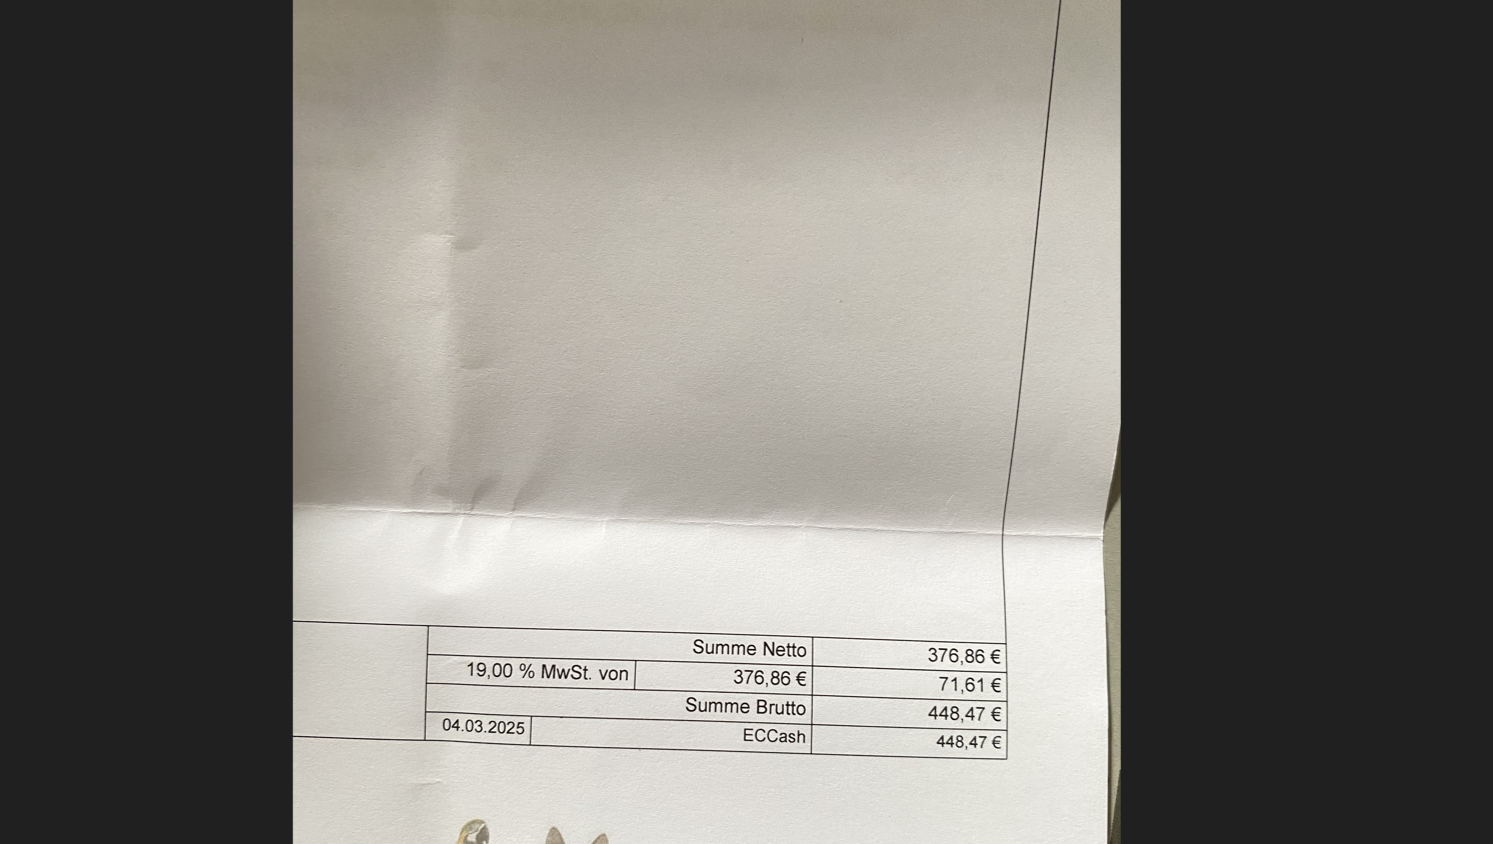 Summe Netto 376,86 €
19,00 % MwSt. von 376,86 € 71,61 €
Summe Brutto 448,47 €
04.03.2025 ECCash 448,47 €